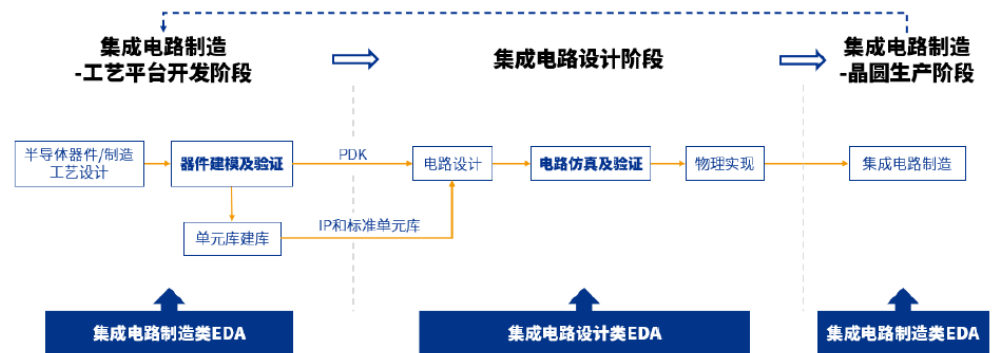 集成电路制造
-工艺平台开发阶段
集成电路设计阶段
集成电路制造
-晶圆生产阶段
半导体器件/制造
工艺设计
器件建模及验证
PDK
电路设计
电路仿真及验证
物理实现
集成电路制造
单元库建库
IP和标准单元库
集成电路制造类EDA
集成电路设计类EDA
集成电路制造类EDA